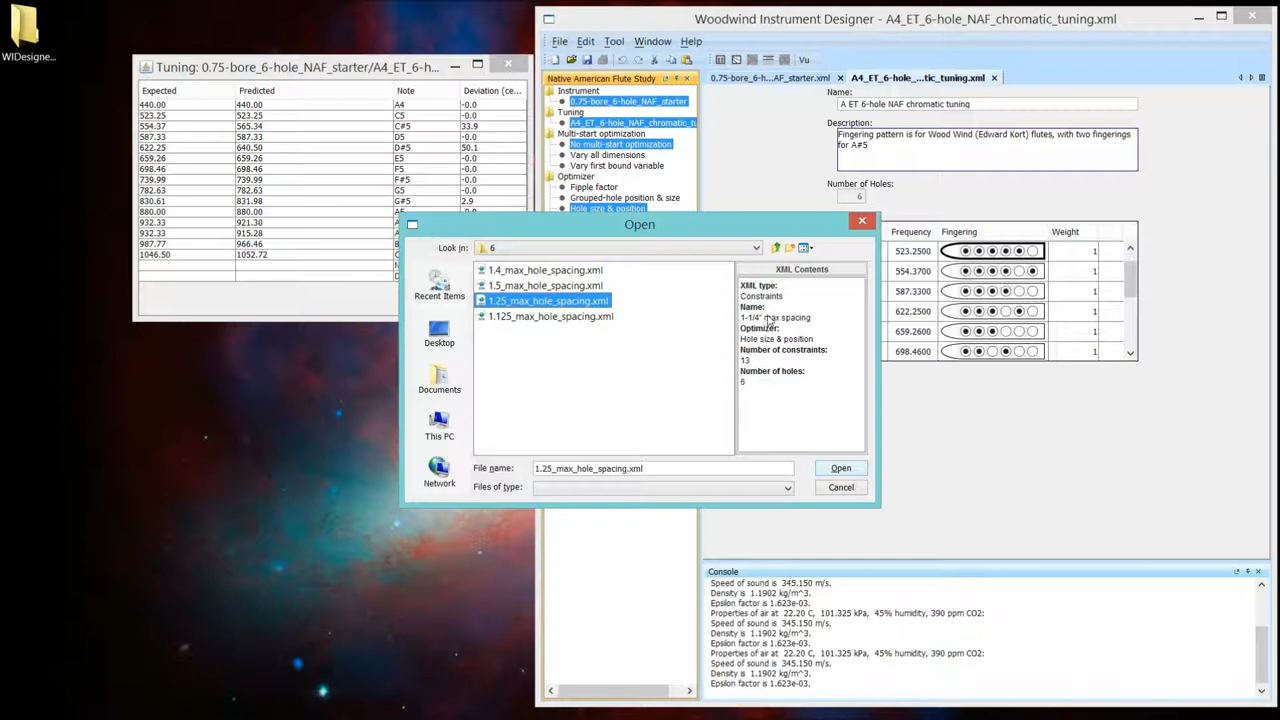 WIDesigne...
Tuning: 0.75-bore_6-hole_NAF_starter/A4_ET_6-h...
Expected Predicted Note Deviation (ce...
440.00 440.00 A4 -0.0
523.25 523.25 C5 -0.0
554.37 565.34 C#5 33.9
587.33 587.33 D5 -0.0
622.25 640.50 D#5 50.1
659.26 659.26 E5 -0.0
698.46 698.46 F5 -0.0
739.99 739.99 F#5 -0.0
782.63 782.63 G5 -0.0
830.61 831.98 G#5 2.9
880.00 880.00
932.33 921.30
932.33 915.28
987.77 966.46
1046.50 1052.72
Woodwind Instrument Designer - A4_ET_6-hole_NAF_chromatic_tuning.xml
File Edit Tool Window Help
Vu
Native American Flute Study
Instrument
0.75-bore_6-hole_NAF_starter
Tuning
A4_ET_6-hole_NAF_chromatic_tu
Multi-start optimization
No multi-start optimization
Vary all dimensions
Vary first bound variable
Optimizer
Fipple factor
Grouped-hole position & size
Hole size & position
0.75-bore_6-h...AF_starter.xml
A4_ET_6-hole_...tic_tuning.xml
Name:
A ET 6-hole NAF chromatic tuning
Description:
Fingering pattern is for Wood Wind (Edward Kort) flutes, with two fingerings
for A#5
Number of Holes:
6
Frequency Fingering Weight
523.2500 1
554.3700 1
587.3300 1
622.2500 1
659.2600 1
698.4600 1
Open
Look in: 6
Recent Items
Desktop
Documents
This PC
Network
1.4_max_hole_spacing.xml
1.5_max_hole_spacing.xml
1.25_max_hole_spacing.xml
1.125_max_hole_spacing.xml
XML Contents
XML type:
Constraints
Name:
1-1/4" max spacing
Optimizer:
Hole size & position
Number of constraints:
13
Number of holes:
6
File name: 1.25_max_hole_spacing.xml
Open
Files of type:
Cancel
Console
Speed of sound is 345.150 m/s.
Density is 1.1902 kg/m^3.
Epsilon factor is 1.623e-03.
Properties of air at 22.20 C, 101.325 kPa, 45% humidity, 390 ppm CO2:
Speed of sound is 345.150 m/s.
Density is 1.1902 kg/m^3.
Epsilon factor is 1.623e-03.
Properties of air at 22.20 C, 101.325 kPa, 45% humidity, 390 ppm CO2:
Speed of sound is 345.150 m/s.
Density is 1.1902 kg/m^3.
Epsilon factor is 1.623e-03.